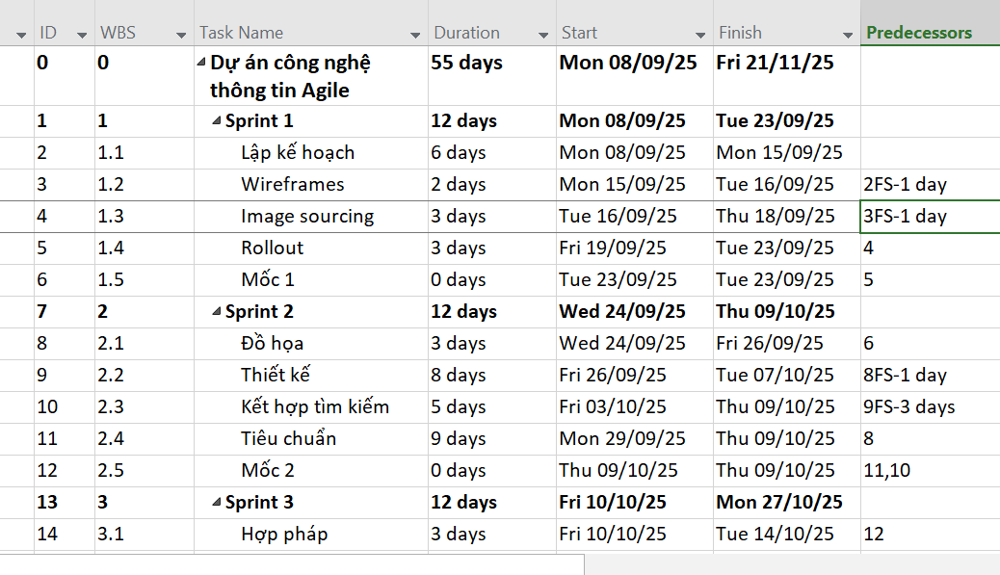 ID WBS Task Name Duration Start Finish Predecessors
0 0 Dự án công nghệ 55 days Mon 08/09/25 Fri 21/11/25
thông tin Agile
1 1 Sprint 1 12 days Mon 08/09/25 Tue 23/09/25
2 1.1 Lập kế hoạch 6 days Mon 08/09/25 Mon 15/09/25
3 1.2 Wireframes 2 days Mon 15/09/25 Tue 16/09/25 2FS-1 day
4 1.3 Image sourcing 3 days Tue 16/09/25 Thu 18/09/25 3FS-1 day
5 1.4 Rollout 3 days Fri 19/09/25 Tue 23/09/25 4
6 1.5 Mốc 1 0 days Tue 23/09/25 Tue 23/09/25 5
7 2 Sprint 2 12 days Wed 24/09/25 Thu 09/10/25
8 2.1 Đồ họa 3 days Wed 24/09/25 Fri 26/09/25 6
9 2.2 Thiết kế 8 days Fri 26/09/25 Tue 07/10/25 8FS-1 day
10 2.3 Kết hợp tìm kiếm 5 days Fri 03/10/25 Thu 09/10/25 9FS-3 days
11 2.4 Tiêu chuẩn 9 days Mon 29/09/25 Thu 09/10/25 8
12 2.5 Mốc 2 0 days Thu 09/10/25 Thu 09/10/25 11,10
13 3 Sprint 3 12 days Fri 10/10/25 Mon 27/10/25
14 3.1 Hợp pháp 3 days Fri 10/10/25 Tue 14/10/25 12